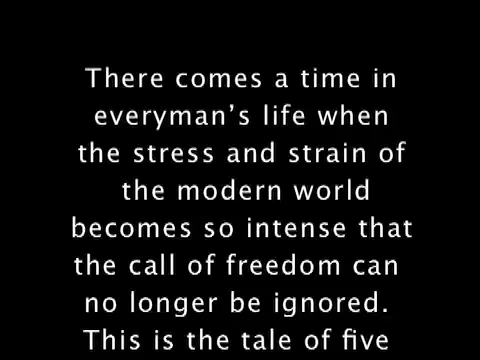 There comes a time in
everyman’s life when
the stress and strain of
the modern world
becomes so intense that
the call of freedom can
no longer be ignored.
This is the tale of five